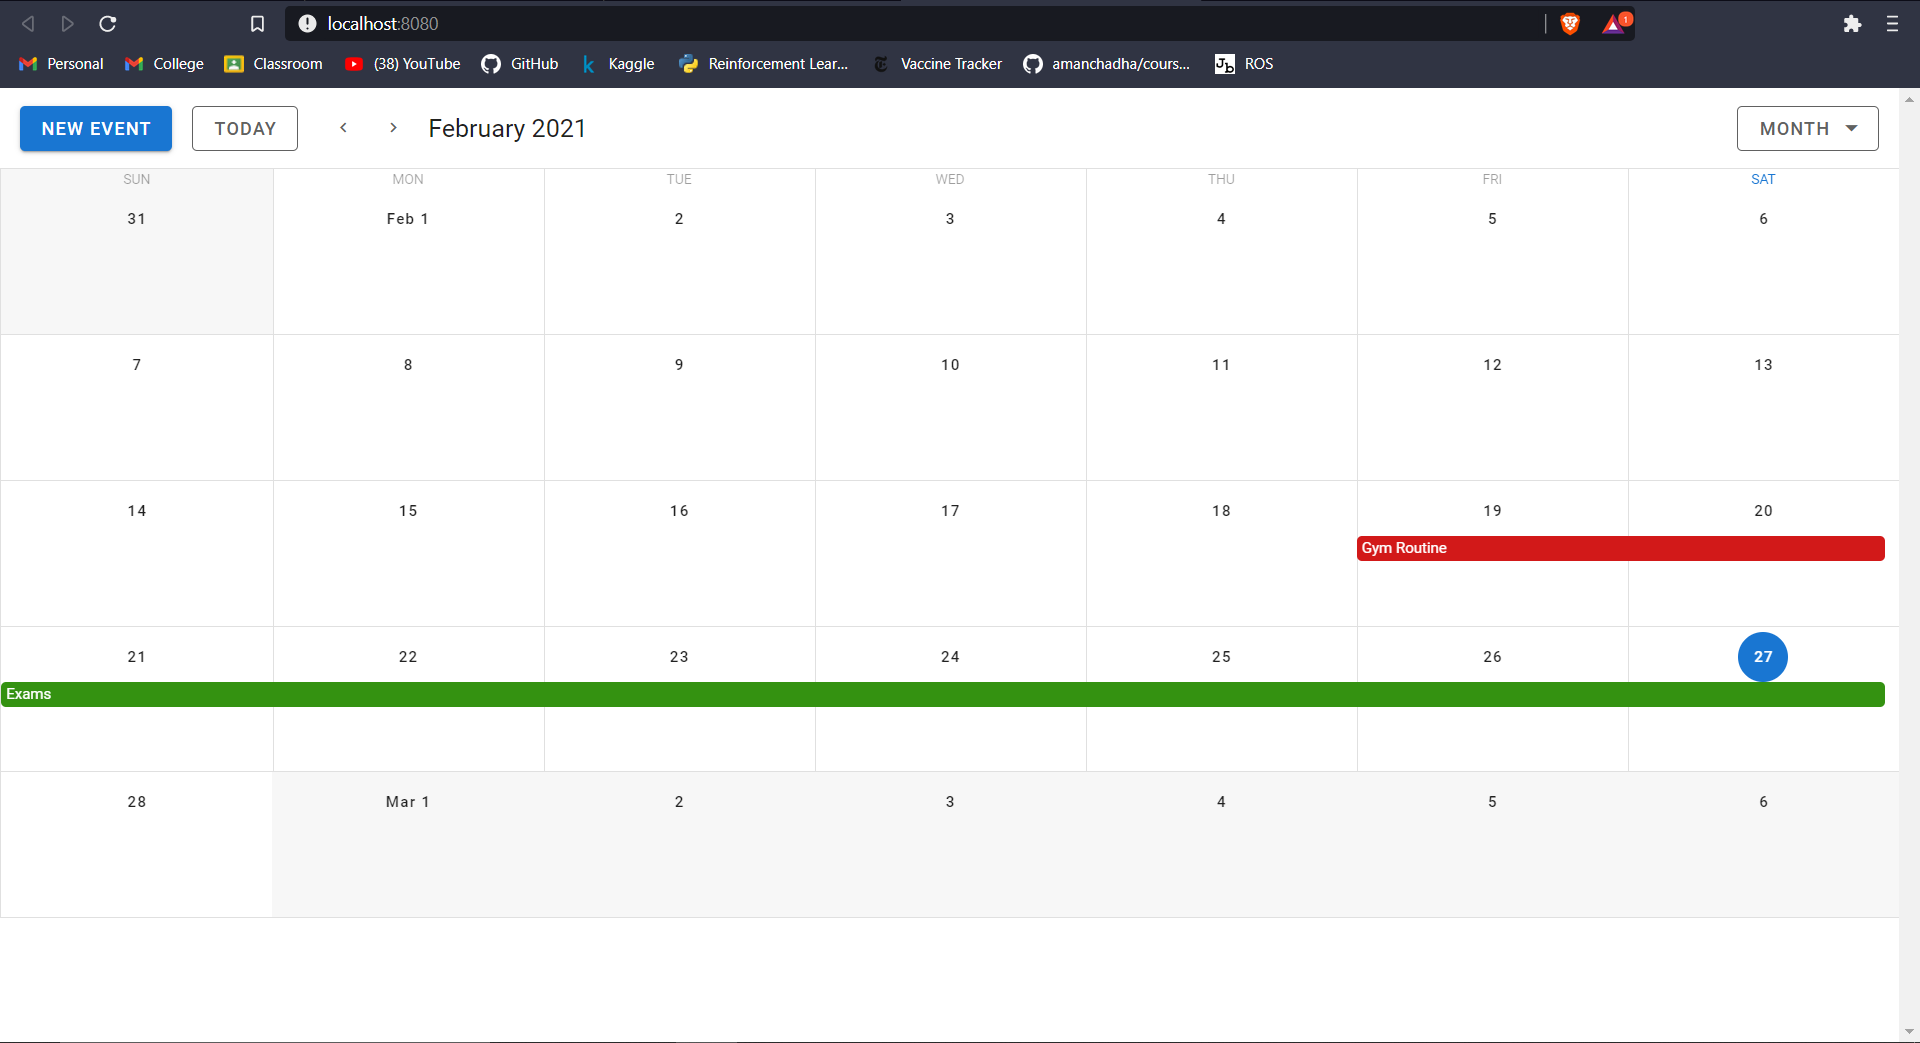 localhost:8080
1
Personal College Classroom (38) YouTube GitHub Kaggle Reinforcement Lear... Vaccine Tracker amanchadha/cours... ROS
NEW EVENT TODAY February 2021 MONTH
SUN MON TUE WED THU FRI SAT
31 Feb 1 2 3 4 5 6
7 8 9 10 11 12 13
14 15 16 17 18 19 20
Gym Routine
21 22 23 24 25 26 27
Exams
28 Mar 1 2 3 4 5 6